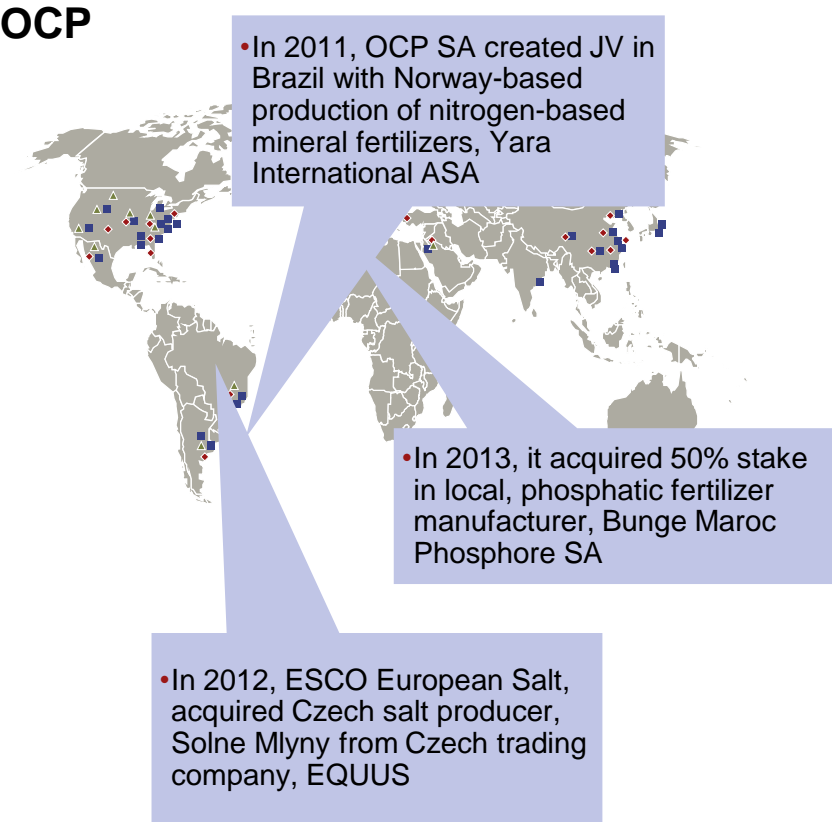 OCP
•In 2011, OCP SA created JV in
Brazil with Norway-based
production of nitrogen-based
mineral fertilizers, Yara
International ASA
•In 2013, it acquired 50% stake
in local, phosphatic fertilizer
manufacturer, Bunge Maroc
Phosphore SA
•In 2012, ESCO European Salt,
acquired Czech salt producer,
Solne Mlyny from Czech trading
company, EQUUS